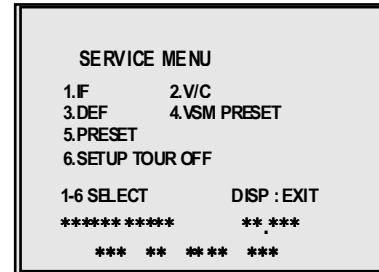 SERVICE MENU
1.IF 2.V/C
3.DEF 4.VSM PRESET
5.PRESET
6.SETUP TOUR OFF
1-6 SELECT DISP : EXIT
*********** **.***
*** ** **** ***